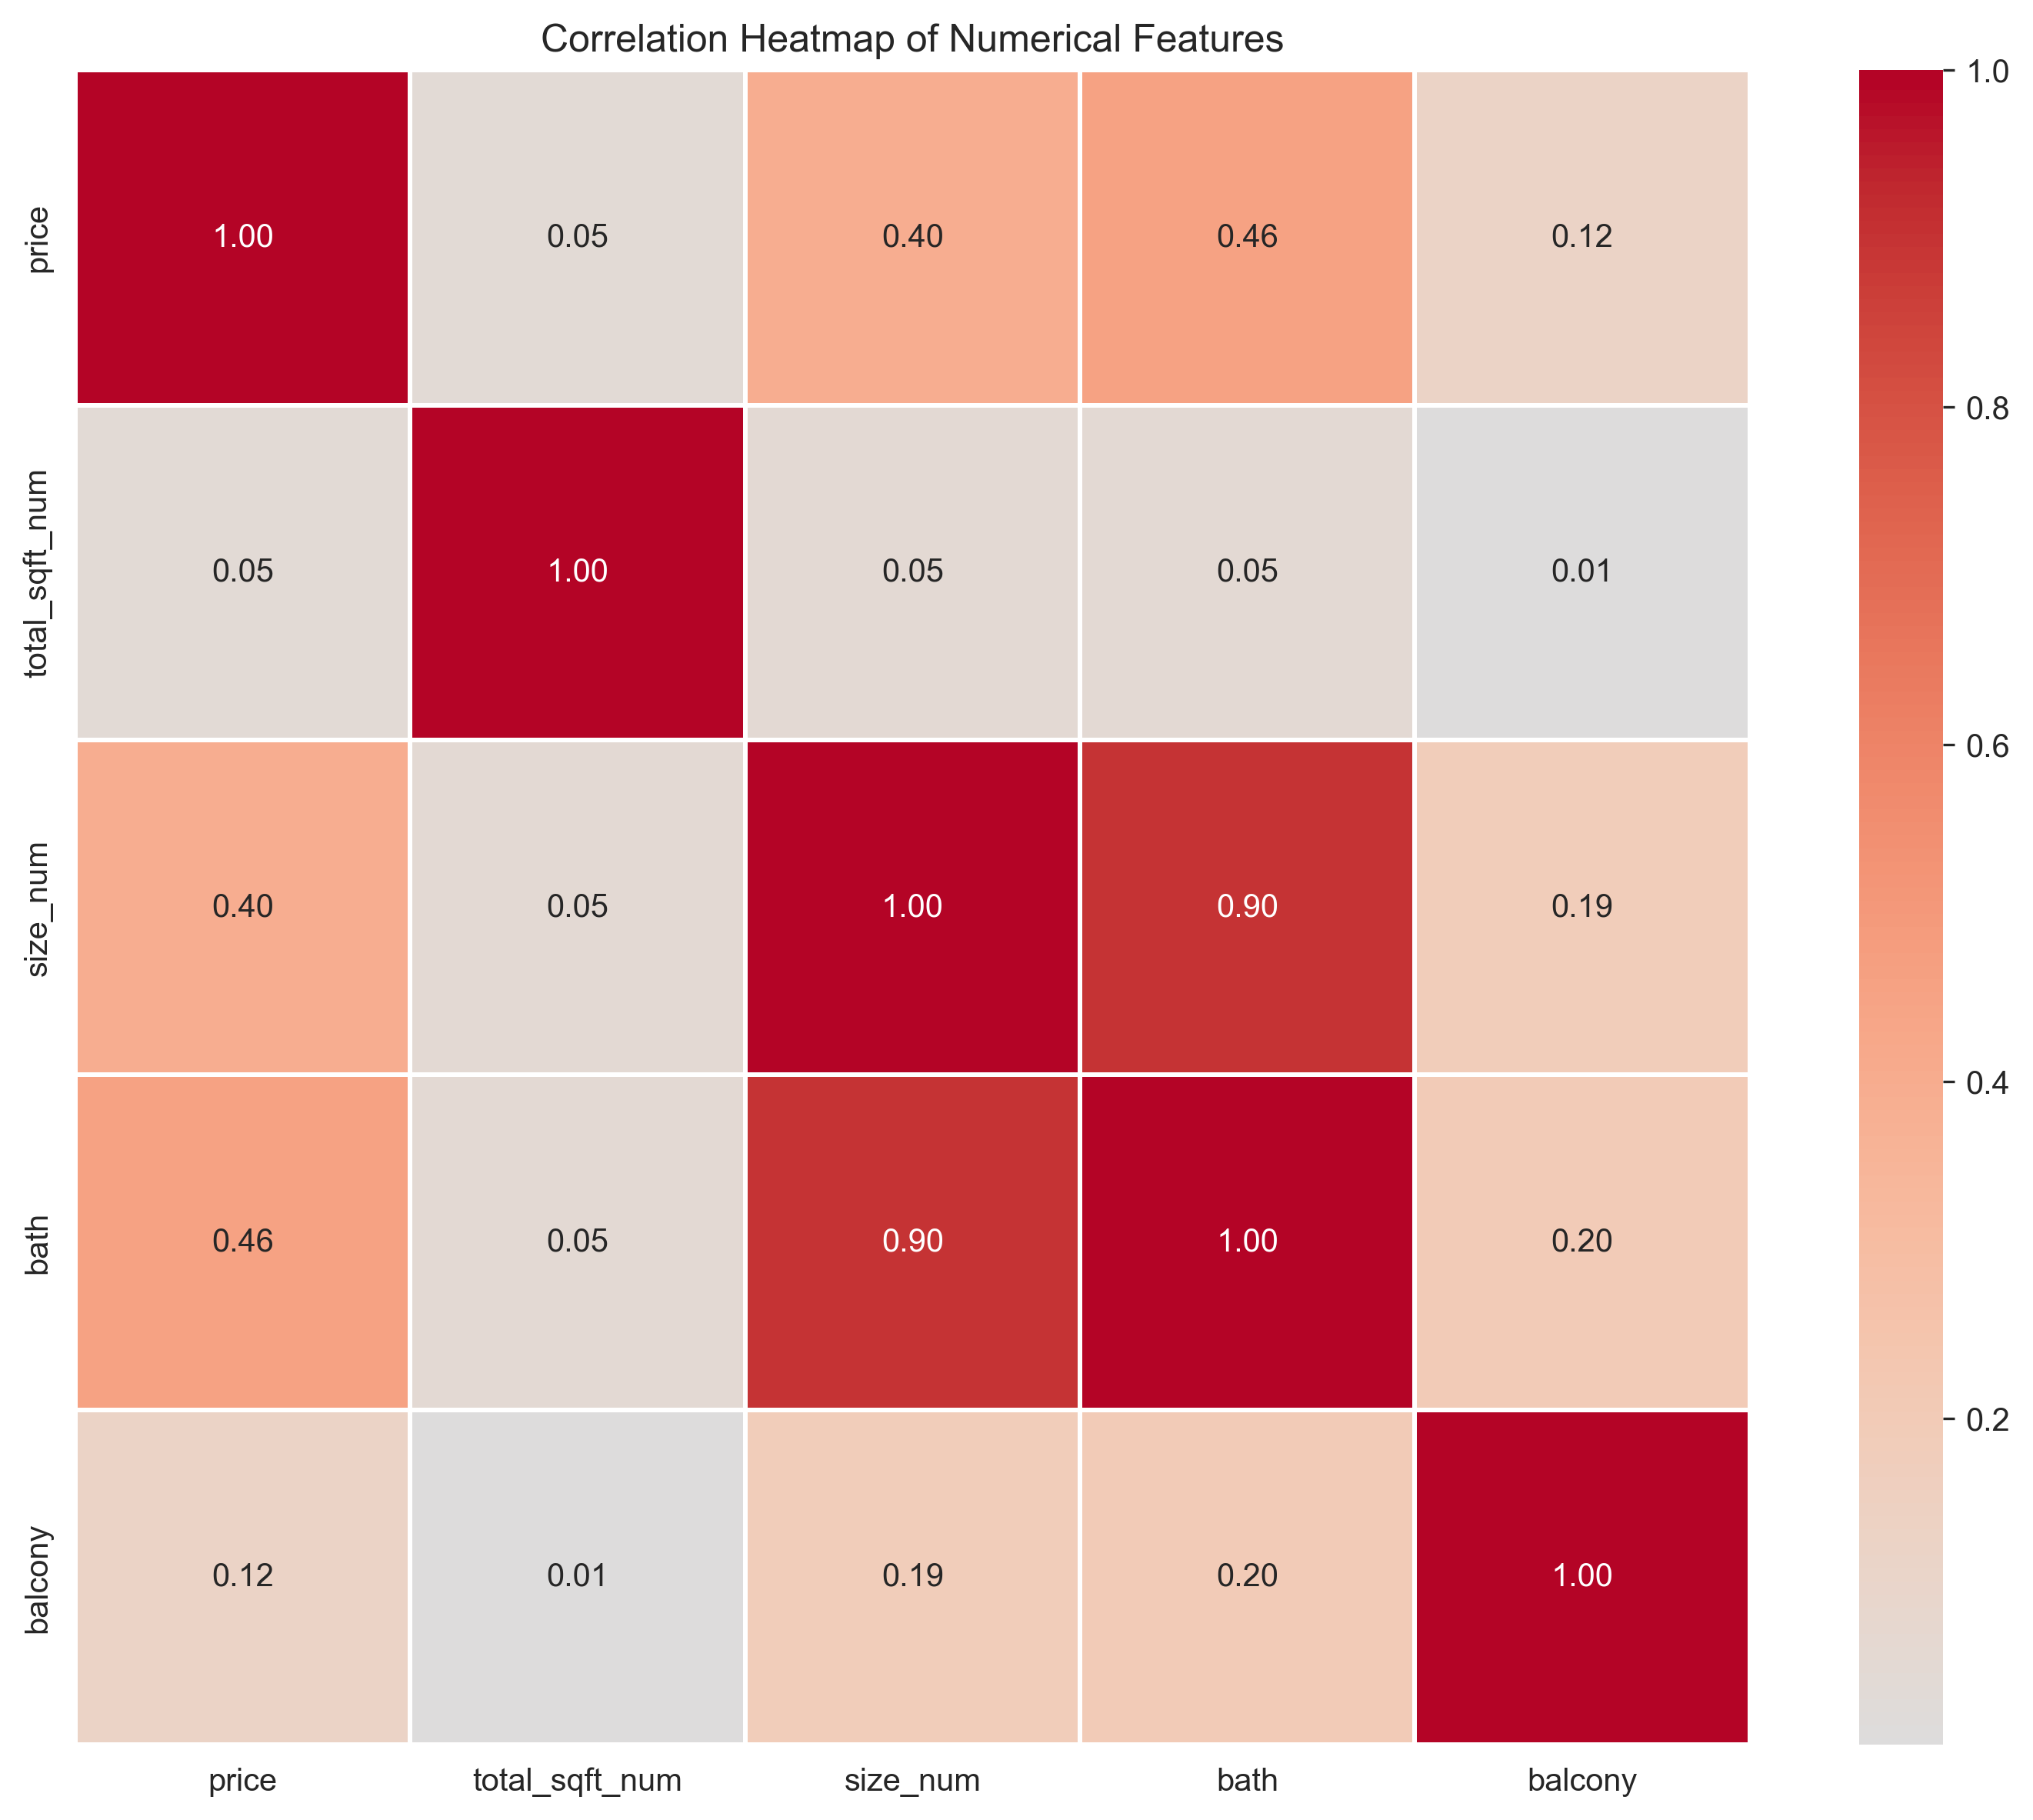 Correlation Heatmap of Numerical Features
price 1.00 0.05 0.40 0.46 0.12
total_sqft_num 0.05 1.00 0.05 0.05 0.01
size_num 0.40 0.05 1.00 0.90 0.19
bath 0.46 0.05 0.90 1.00 0.20
balcony 0.12 0.01 0.19 0.20 1.00
price total_sqft_num size_num bath balcony
1.0
0.8
0.6
0.4
0.2